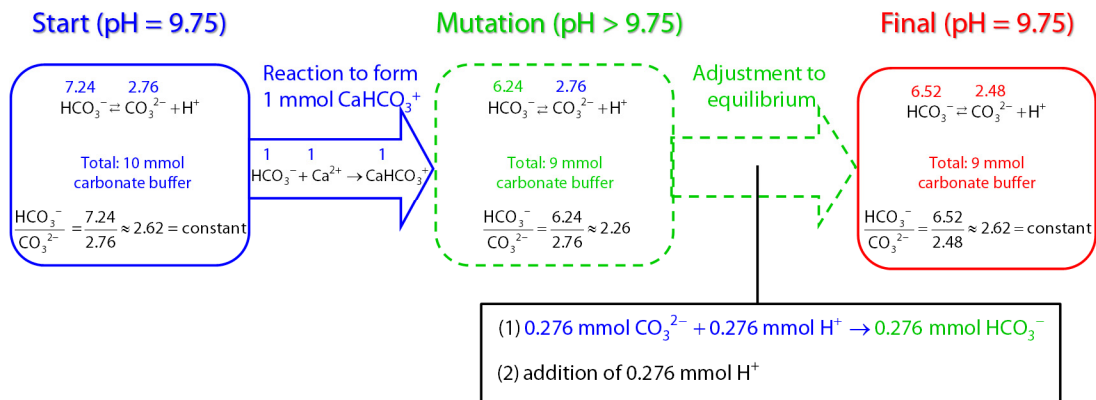 Start (pH = 9.75)
Mutation (pH > 9.75)
Final (pH = 9.75)
7.24 2.76
HCO₃⁻ ⇄ CO₃²⁻ + H⁺
Total: 10 mmol
carbonate buffer
HCO₃⁻/CO₃²⁻ = 7.24/2.76 ≈ 2.62 = constant
Reaction to form
1 mmol CaHCO₃⁺
1 1 1
HCO₃⁻ + Ca²⁺ → CaHCO₃⁺
6.24 2.76
HCO₃⁻ ⇄ CO₃²⁻ + H⁺
Total: 9 mmol
carbonate buffer
HCO₃⁻/CO₃²⁻ = 6.24/2.76 ≈ 2.26
Adjustment to
equilibrium
6.52 2.48
HCO₃⁻ ⇄ CO₃²⁻ + H⁺
Total: 9 mmol
carbonate buffer
HCO₃⁻/CO₃²⁻ = 6.52/2.48 ≈ 2.62 = constant
(1) 0.276 mmol CO₃²⁻ + 0.276 mmol H⁺ → 0.276 mmol HCO₃⁻
(2) addition of 0.276 mmol H⁺